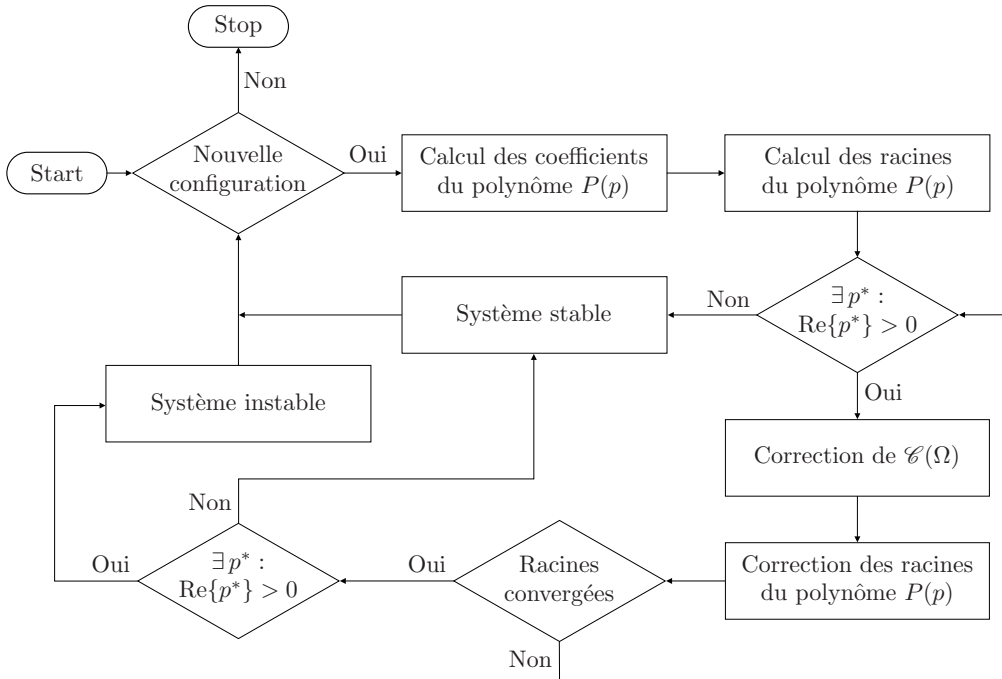 Stop
Non
Start
Nouvelle
configuration
Oui
Calcul des coefficients
du polynôme P(p)
Calcul des racines
du polynôme P(p)
∃ p* :
Re{p*} > 0
Non
Système stable
Oui
Système instable
Correction de 𝒞(Ω)
Non
Oui
∃ p* :
Re{p*} > 0
Oui
Racines
convergées
Correction des racines
du polynôme P(p)
Non